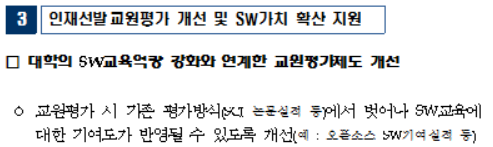 3 인재선발·교원평가 개선 및 SW가치 확산 지원
□ 대학의 SW교육역량 강화와 연계한 교원평가제도 개선
○ 교원평가 시 기존 평가방식(SCI 논문실적 등)에서 벗어나 SW교육에
대한 기여도가 반영될 수 있도록 개선(예 : 오픈소스 SW기여실적 등)